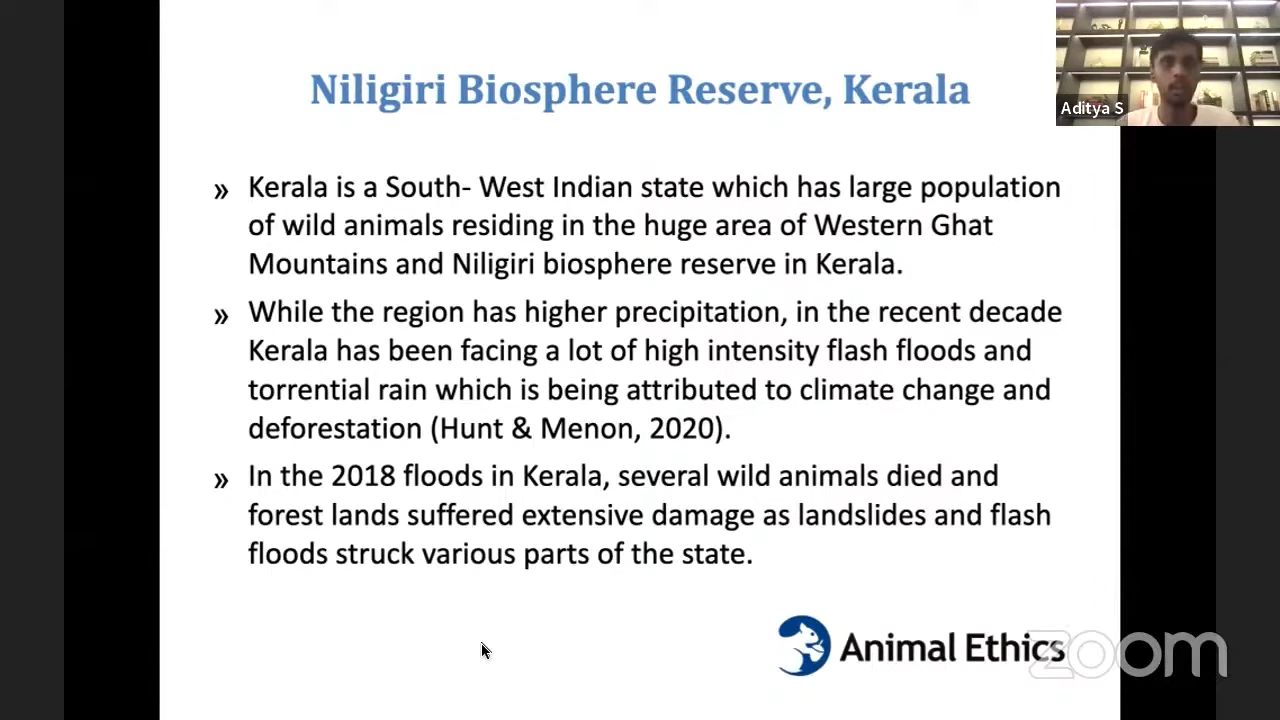 Niligiri Biosphere Reserve, Kerala
Aditya S
» Kerala is a South- West Indian state which has large population
of wild animals residing in the huge area of Western Ghat
Mountains and Niligiri biosphere reserve in Kerala.
» While the region has higher precipitation, in the recent decade
Kerala has been facing a lot of high intensity flash floods and
torrential rain which is being attributed to climate change and
deforestation (Hunt & Menon, 2020).
» In the 2018 floods in Kerala, several wild animals died and
forest lands suffered extensive damage as landslides and flash
floods struck various parts of the state.
Animal Ethics
zoom